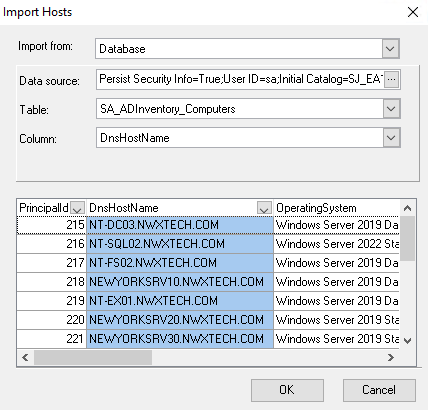 Import Hosts
Import from: Database
Data source: Persist Security Info=True;User ID=sa;Initial Catalog=SJ_EA ...
Table: SA_ADInventory_Computers
Column: DnsHostName
PrincipalId DnsHostName OperatingSystem
215 NT-DC03.NWXTECH.COM Windows Server 2019 Da
216 NT-SQL02.NWXTECH.COM Windows Server 2022 Sta
217 NT-FS02.NWXTECH.COM Windows Server 2019 Da
218 NEWYORKSRV10.NWXTECH.COM Windows Server 2019 Da
219 NT-EX01.NWXTECH.COM Windows Server 2019 Da
220 NEWYORKSRV20.NWXTECH.COM Windows Server 2019 Sta
221 NEWYORKSRV30.NWXTECH.COM Windows Server 2019 Sta
OK Cancel